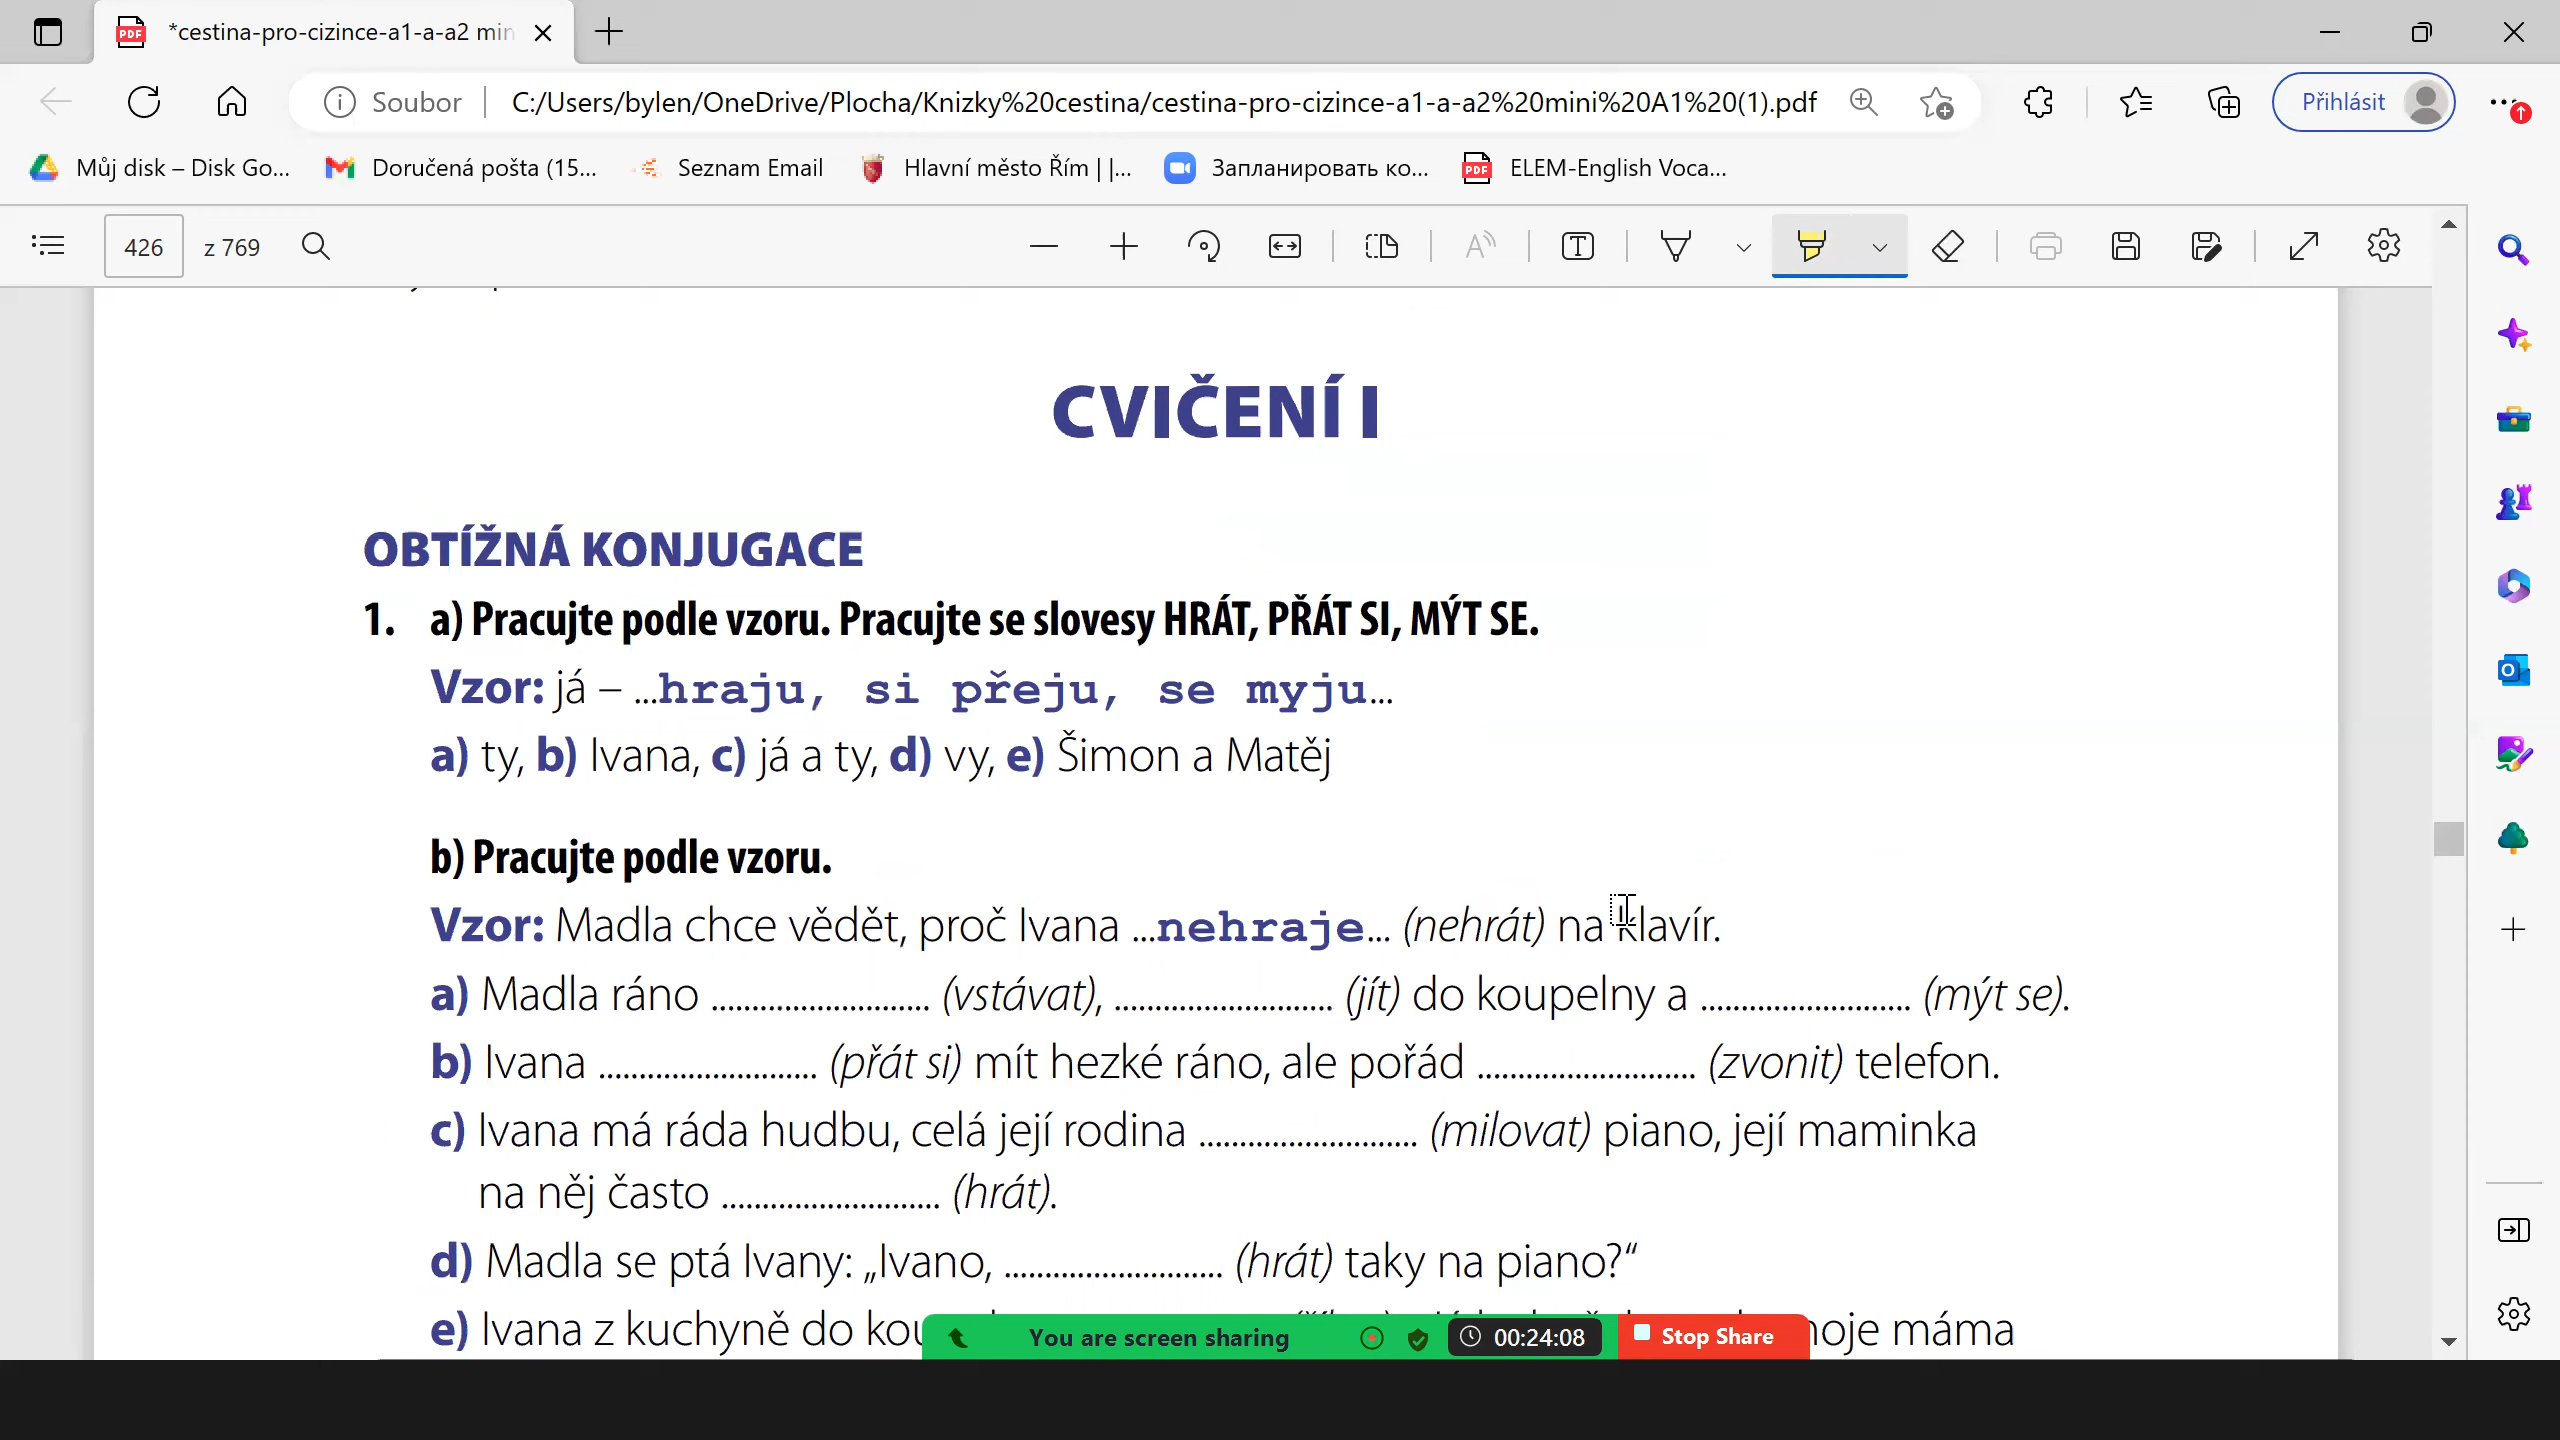 *cestina-pro-cizince-a1-a-a2 min
Soubor
C:/Users/bylen/OneDrive/Plocha/Knizky%20cestina/cestina-pro-cizince-a1-a-a2%20mini%20A1%20(1).pdf
Přihlásit
Můj disk – Disk Go...
Doručená pošta (15...
Seznam Email
Hlavní město Řím | |...
Запланировать ко...
ELEM-English Voca...
426 z 769
CVIČENÍ I
OBTÍŽNÁ KONJUGACE
1. a) Pracujte podle vzoru. Pracujte se slovesy HRÁT, PŘÁT SI, MÝT SE.
Vzor: já – ...hraju, si přeju, se myju...
a) ty, b) Ivana, c) já a ty, d) vy, e) Šimon a Matěj
b) Pracujte podle vzoru.
Vzor: Madla chce vědět, proč Ivana ...nehraje... (nehrát) na klavír.
a) Madla ráno ........................... (vstávat), ........................... (jít) do koupelny a .......................... (mýt se).
b) Ivana ........................... (přát si) mít hezké ráno, ale pořád ........................... (zvonit) telefon.
c) Ivana má ráda hudbu, celá její rodina ........................... (milovat) piano, její maminka
na něj často ........................... (hrát).
d) Madla se ptá Ivany: „Ivano, ........................... (hrát) taky na piano?“
e) Ivana z kuchyně do kou
moje máma
You are screen sharing
00:24:08
Stop Share